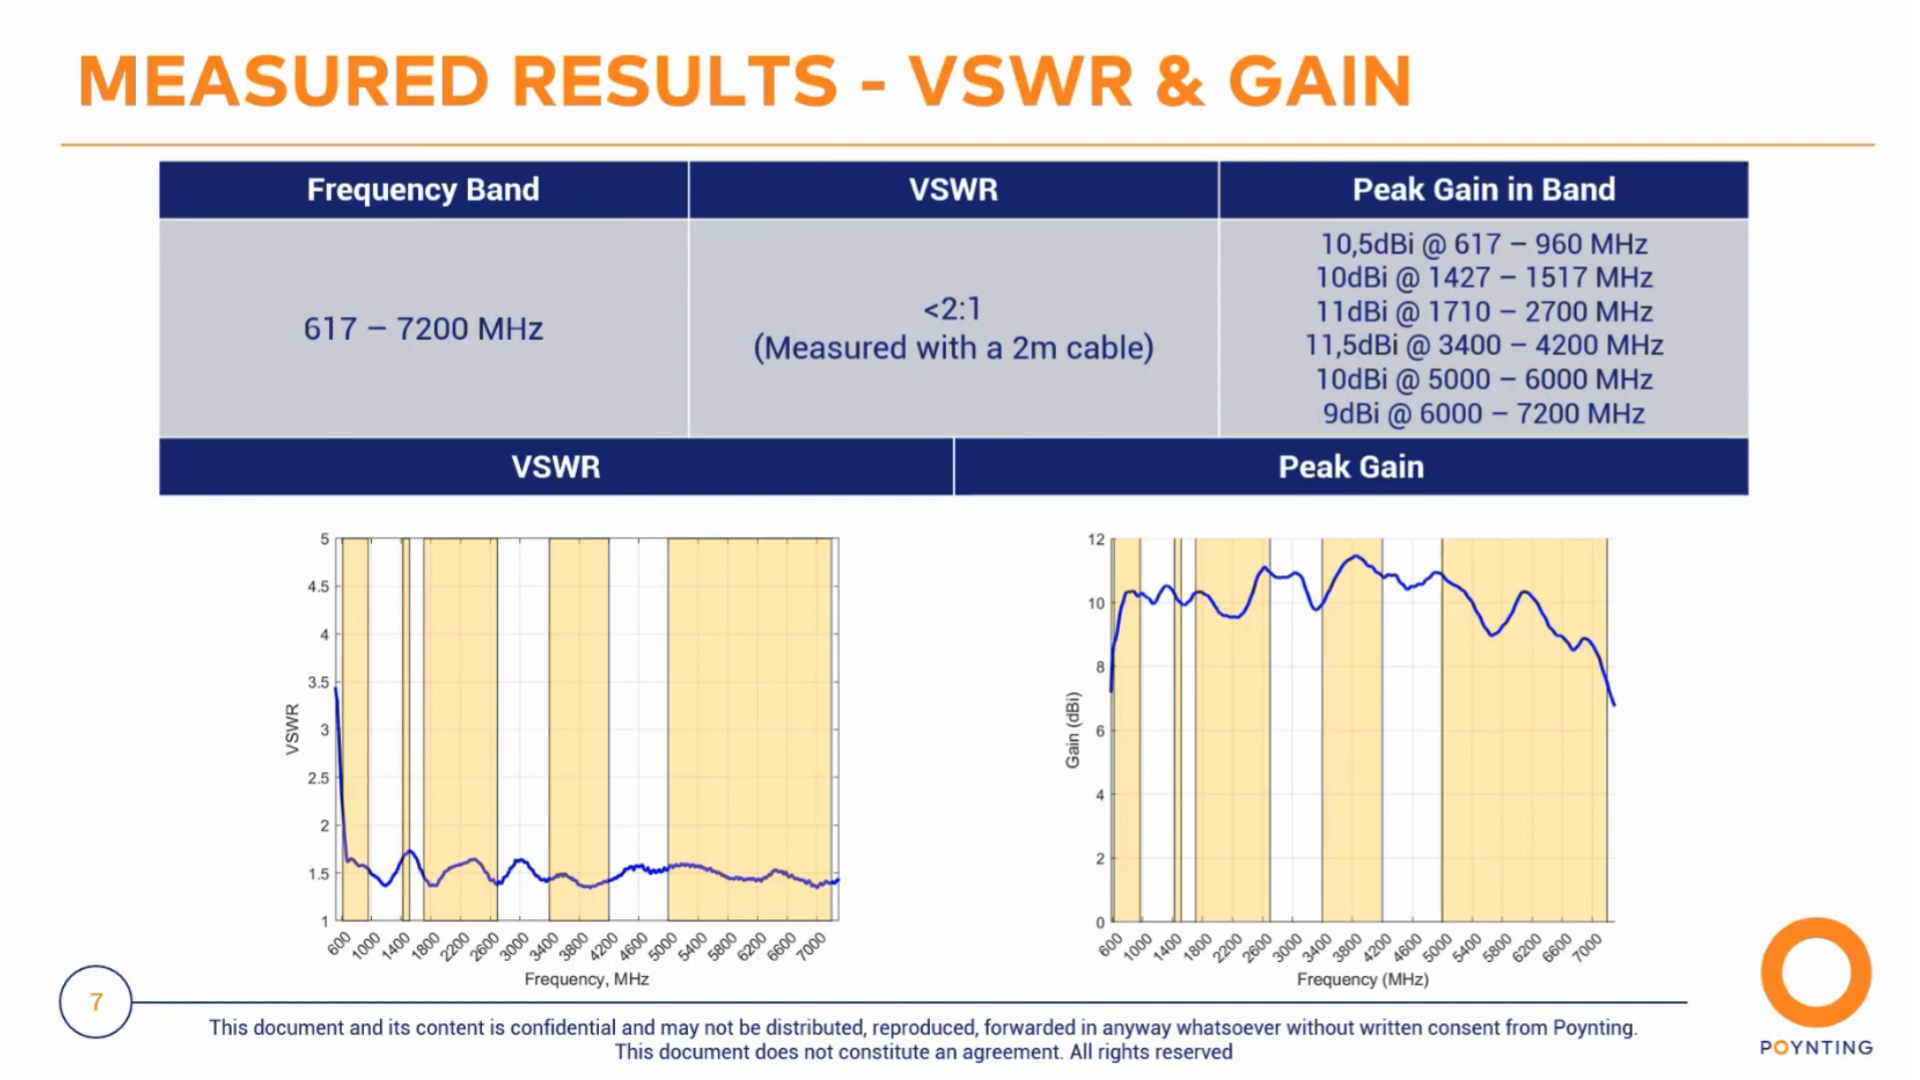 MEASURED RESULTS - VSWR & GAIN
Frequency Band
VSWR
Peak Gain in Band
617 – 7200 MHz
<2:1
(Measured with a 2m cable)
10,5dBi @ 617 – 960 MHz
10dBi @ 1427 – 1517 MHz
11dBi @ 1710 – 2700 MHz
11,5dBi @ 3400 – 4200 MHz
10dBi @ 5000 – 6000 MHz
9dBi @ 6000 – 7200 MHz
VSWR
Peak Gain
5
4.5
4
3.5
3
2.5
2
1.5
1
VSWR
600 1000 1400 1800 2200 2600 3000 3400 3800 4200 4600 5000 5400 5800 6200 6600 7000
Frequency, MHz
12
10
8
6
4
2
0
Gain (dBi)
600 1000 1400 1800 2200 2600 3000 3400 3800 4200 4600 5000 5400 5800 6200 6600 7000
Frequency (MHz)
7
This document and its content is confidential and may not be distributed, reproduced, forwarded in anyway whatsoever without written consent from Poynting.
This document does not constitute an agreement. All rights reserved
POYNTING